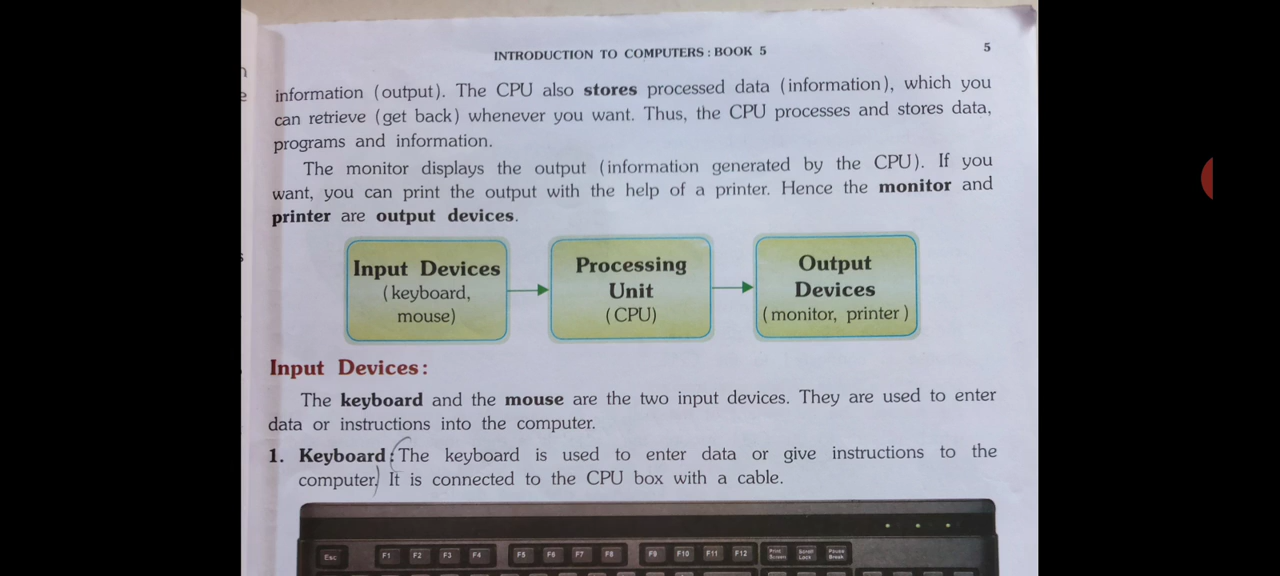 INTRODUCTION TO COMPUTERS : BOOK 5
5
information (output). The CPU also stores processed data (information), which you
can retrieve (get back) whenever you want. Thus, the CPU processes and stores data,
programs and information.
The monitor displays the output (information generated by the CPU). If you
want, you can print the output with the help of a printer. Hence the monitor and
printer are output devices.
Input Devices
(keyboard,
mouse)
Processing
Unit
(CPU)
Output
Devices
(monitor, printer)
Input Devices:
The keyboard and the mouse are the two input devices. They are used to enter
data or instructions into the computer.
1. Keyboard: The keyboard is used to enter data or give instructions to the
computer. It is connected to the CPU box with a cable.
Esc F1 F2 F3 F4 F5 F6 F7 F8 F9 F10 F11 F12 Print Screen Scroll Lock Pause Break